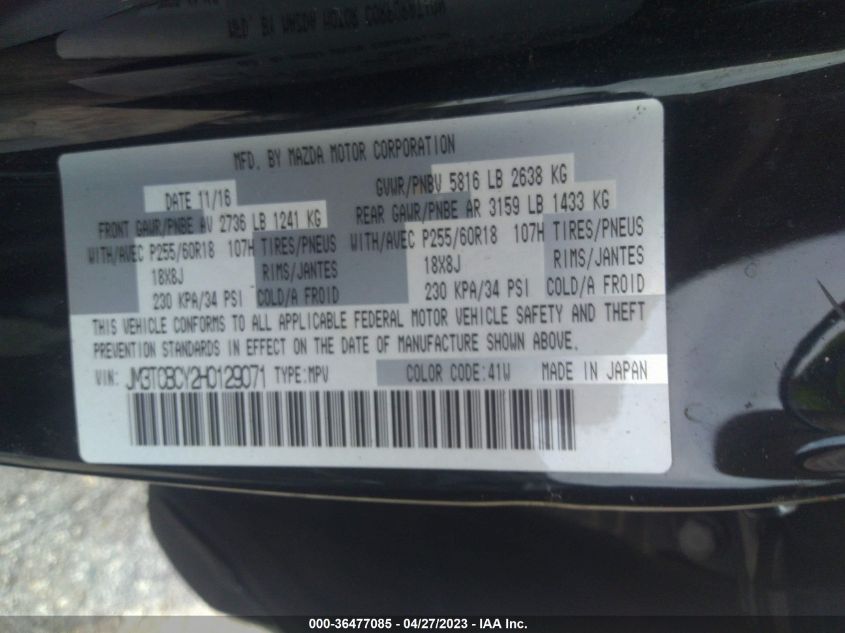 MFD. BY MAZDA MOTOR CORPORATION
DATE 11/16 GVWR/PNBV 5816 LB 2638 KG
FRONT GAWR/PNBE AV 2736 LB 1241 KG REAR GAWR/PNBE AR 3159 LB 1433 KG
WITH/AVEC P255/60R18 107H TIRES/PNEUS WITH/AVEC P255/60R18 107H TIRES/PNEUS
18X8J RIMS/JANTES 18X8J RIMS/JANTES
230 KPA/34 PSI COLD/A FROID 230 KPA/34 PSI COLD/A FROID
THIS VEHICLE CONFORMS TO ALL APPLICABLE FEDERAL MOTOR VEHICLE SAFETY AND THEFT
PREVENTION STANDARDS IN EFFECT ON THE DATE OF MANUFACTURE SHOWN ABOVE.
VIN: JM3TCBCY2H0129071 TYPE:MPV COLOR CODE:41W MADE IN JAPAN
000-36477085 - 04/27/2023 - IAA Inc.